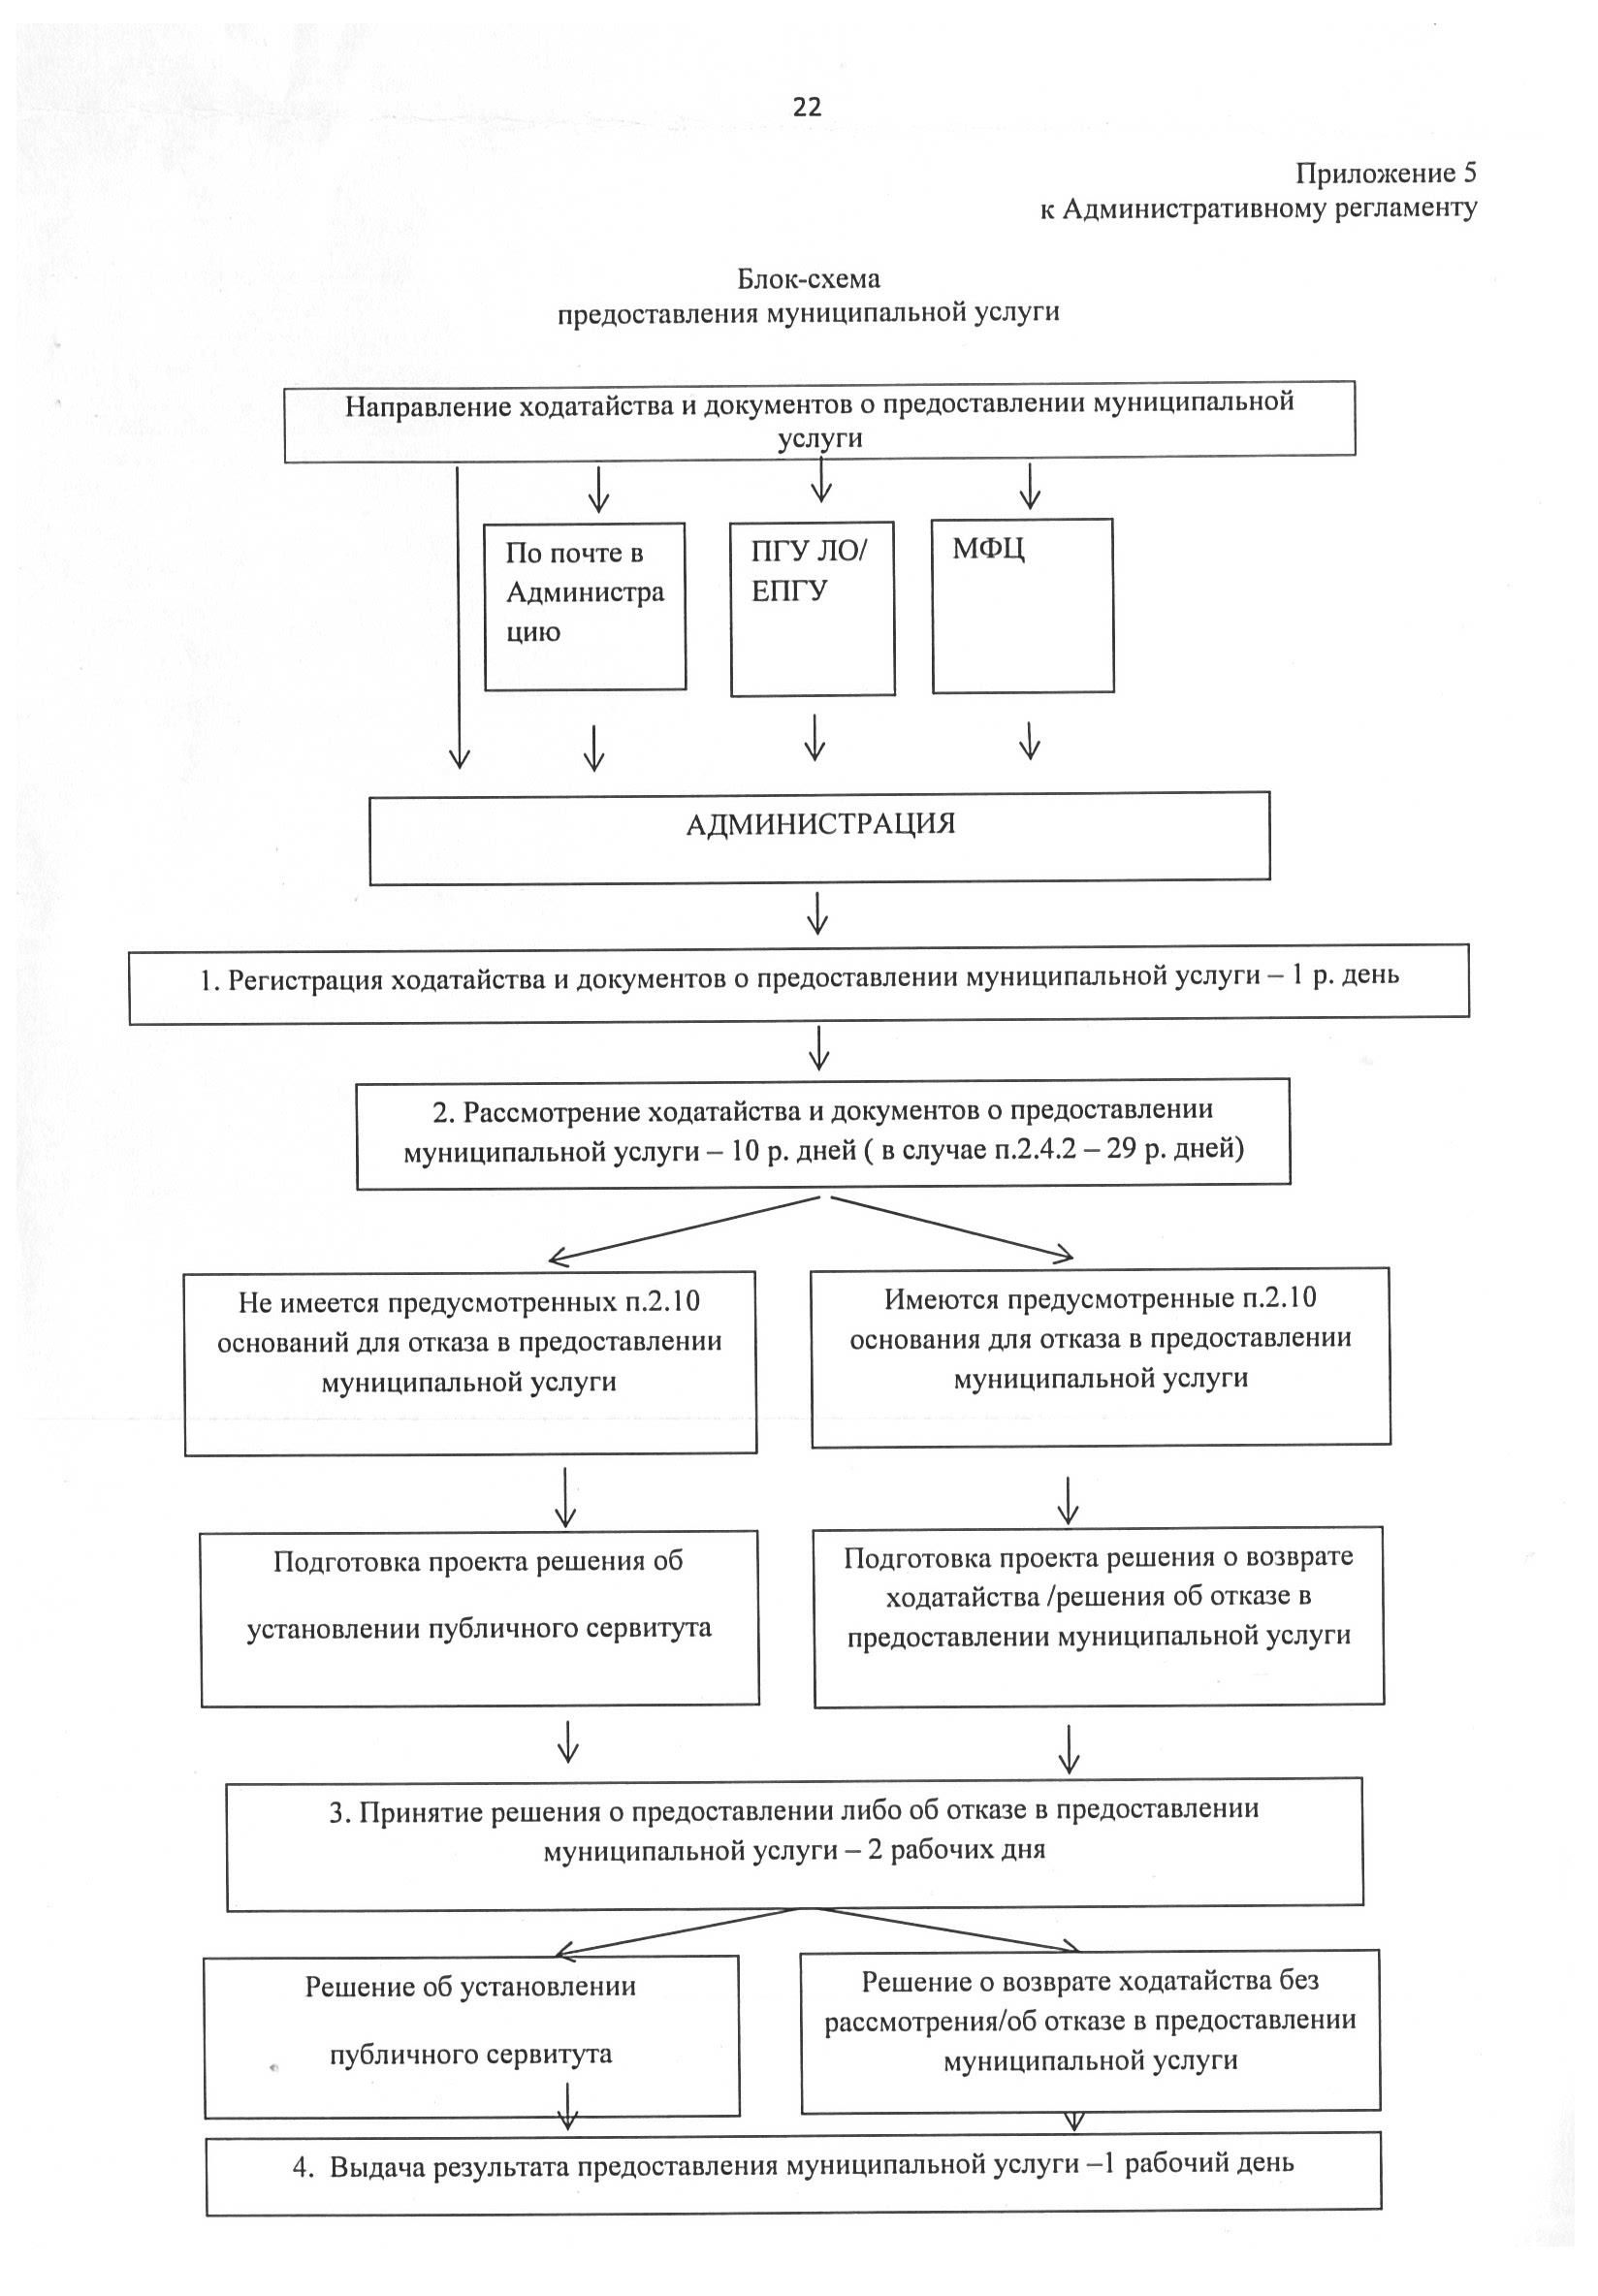 22
Приложение 5
к Административному регламенту
Блок-схема
предоставления муниципальной услуги
Направление ходатайства и документов о предоставлении муниципальной
услуги
По почте в
Администра
цию
ПГУ ЛО/
ЕПГУ
МФЦ
АДМИНИСТРАЦИЯ
1. Регистрация ходатайства и документов о предоставлении муниципальной услуги – 1 р. день
2. Рассмотрение ходатайства и документов о предоставлении
муниципальной услуги – 10 р. дней ( в случае п.2.4.2 – 29 р. дней)
Не имеется предусмотренных п.2.10
оснований для отказа в предоставлении
муниципальной услуги
Имеются предусмотренные п.2.10
основания для отказа в предоставлении
муниципальной услуги
Подготовка проекта решения об
установлении публичного сервитута
Подготовка проекта решения о возврате
ходатайства /решения об отказе в
предоставлении муниципальной услуги
3. Принятие решения о предоставлении либо об отказе в предоставлении
муниципальной услуги – 2 рабочих дня
Решение об установлении
публичного сервитута
Решение о возврате ходатайства без
рассмотрения/об отказе в предоставлении
муниципальной услуги
4. Выдача результата предоставления муниципальной услуги –1 рабочий день